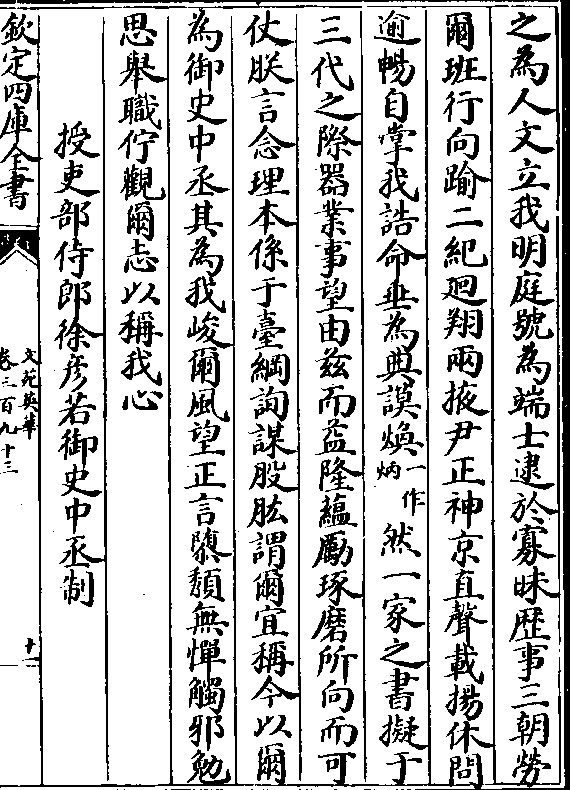 之為人文立我明庭號為端士逮於寡昧歴事三朝勞
爾班行向踰二紀廻翔兩掖尹正神京直聲載揚休問
逾暢自掌我誥命垂為典謨煥一作炳然一家之書擬于
三代之際器業事望由兹而益隆藴勵琢磨所向而可
仗朕言念理本係于臺綱詢謀股肱謂爾宜稱今以爾
為御史中丞其為我峻爾風望正言隳頽無憚觸邪勉
思舉職佇觀爾志以稱我心
授吏部侍郎徐彦若御史中丞制
欽定四庫全書
文苑英華
卷三百九十三
十一